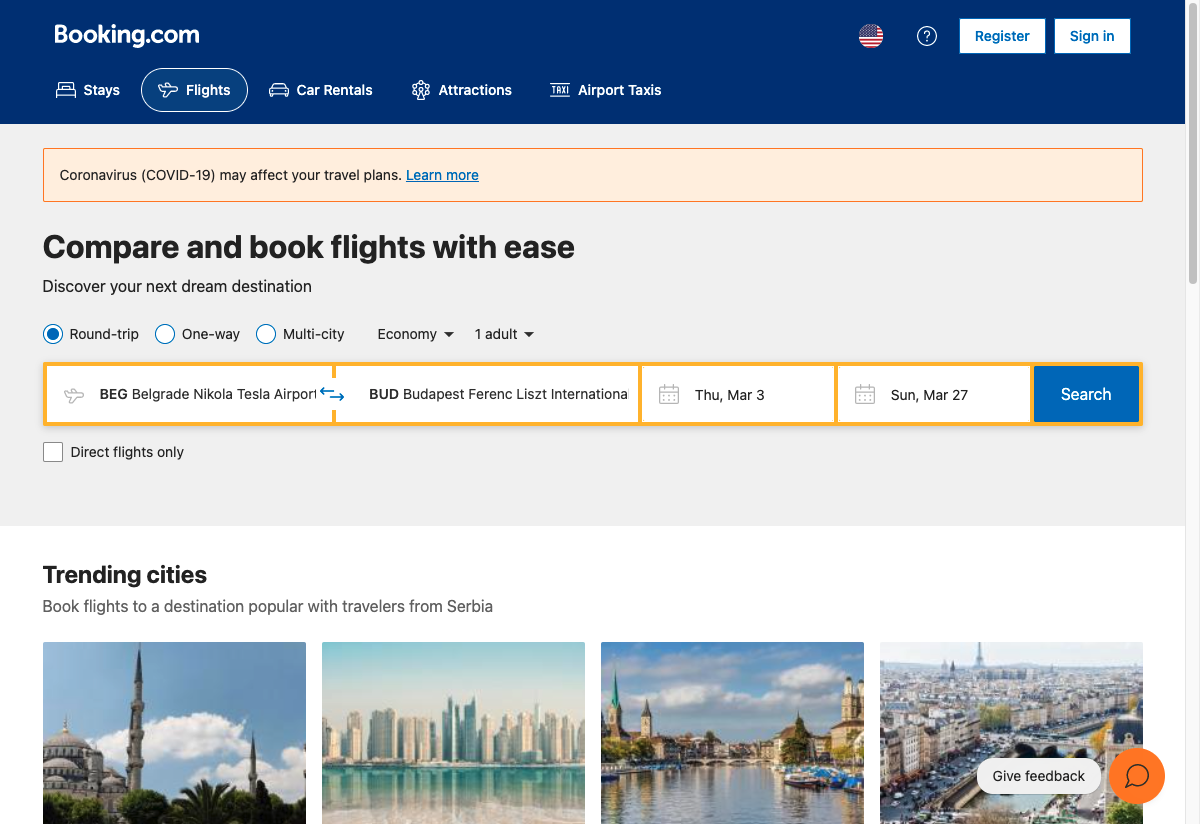 Booking.com
Register
Sign in
Stays
Flights
Car Rentals
Attractions
TAXI
Airport Taxis
Coronavirus (COVID-19) may affect your travel plans. Learn more
Compare and book flights with ease
Discover your next dream destination
Round-trip One-way Multi-city Economy 1 adult
BEG Belgrade Nikola Tesla Airport BUD Budapest Ferenc Liszt Internationa Thu, Mar 3 Sun, Mar 27 Search
Direct flights only
Trending cities
Book flights to a destination popular with travelers from Serbia
Give feedback